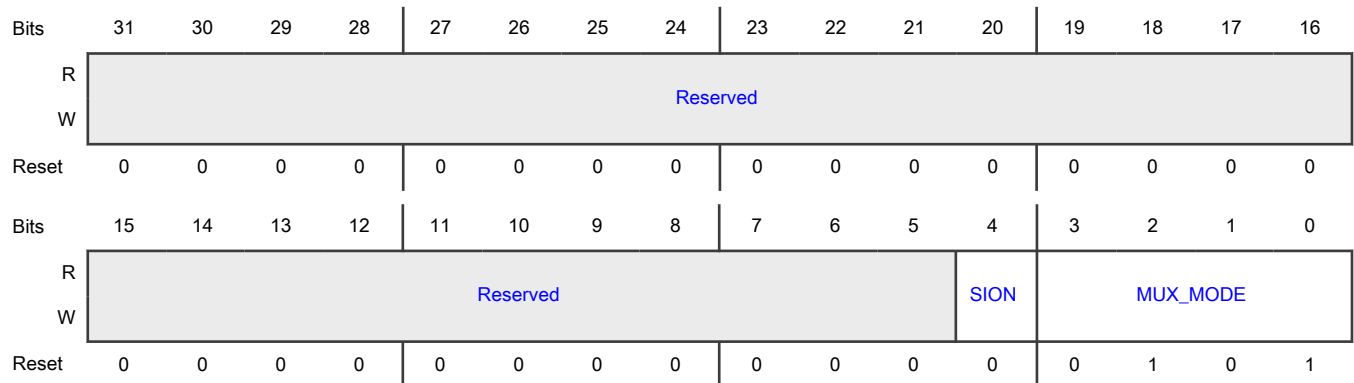 Bits 31 30 29 28 27 26 25 24 23 22 21 20 19 18 17 16
R
Reserved
W
Reset 0 0 0 0 0 0 0 0 0 0 0 0 0 0 0 0
Bits 15 14 13 12 11 10 9 8 7 6 5 4 3 2 1 0
R
Reserved SION MUX_MODE
W
Reset 0 0 0 0 0 0 0 0 0 0 0 0 0 1 0 1